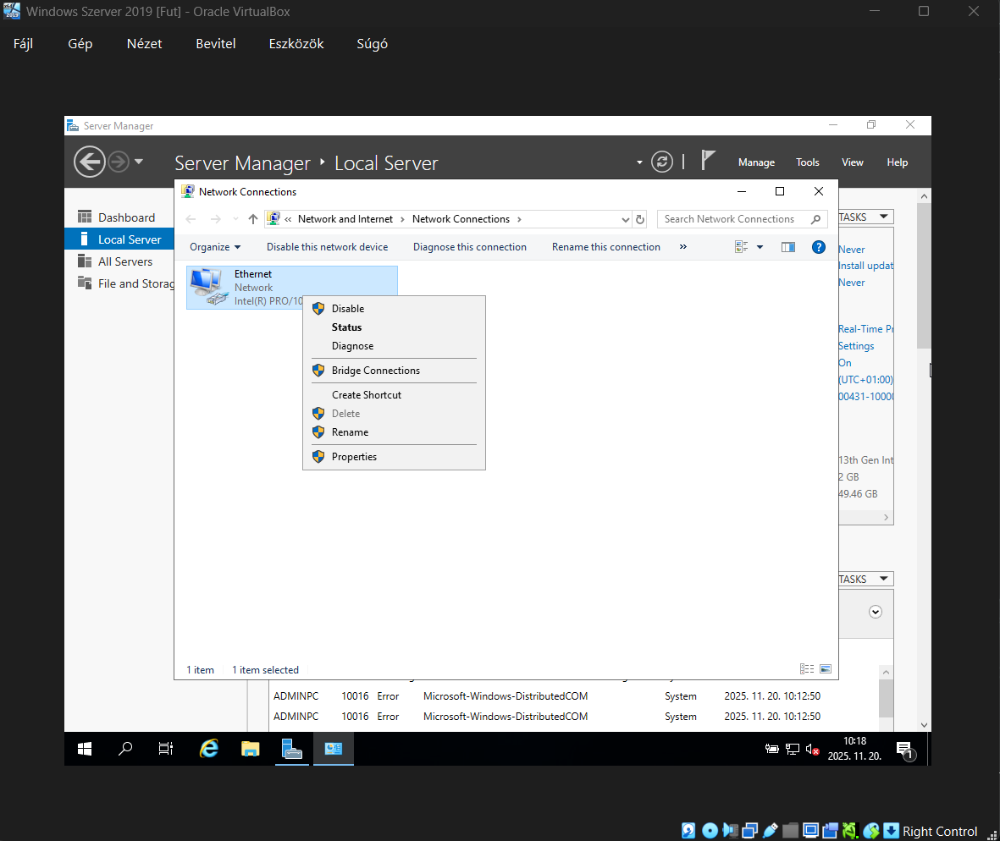 Windows Szerver 2019 [Fut] - Oracle VirtualBox
Fájl Gép Nézet Bevitel Eszközök Súgó
Server Manager
Server Manager Local Server
Manage Tools View Help
Network Connections
« Network and Internet › Network Connections ›
Search Network Connections
Organize Disable this network device Diagnose this connection Rename this connection »
Dashboard
Local Server
All Servers
File and Storag
Ethernet
Network
Intel(R) PRO/10
Disable
Status
Diagnose
Bridge Connections
Create Shortcut
Delete
Rename
Properties
TASKS
Never
Install updat
Never
Real-Time Pr
Settings
On
(UTC+01:00)
00431-1000
13th Gen Int
2 GB
49.46 GB
TASKS
1 item 1 item selected
ADMINPC 10016 Error Microsoft-Windows-DistributedCOM System 2025. 11. 20. 10:12:50
ADMINPC 10016 Error Microsoft-Windows-DistributedCOM System 2025. 11. 20. 10:12:50
10:18
2025. 11. 20.
1
Right Control